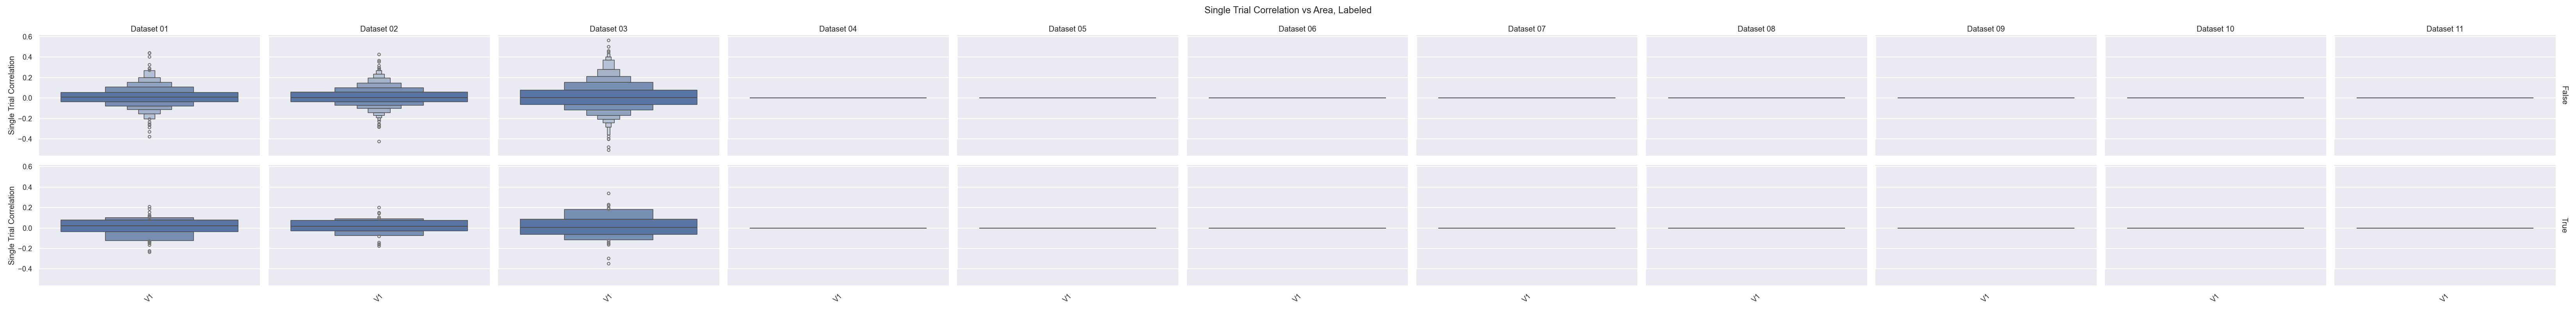 Single Trial Correlation vs Area, Labeled
Dataset 01 Dataset 02 Dataset 03 Dataset 04 Dataset 05 Dataset 06 Dataset 07 Dataset 08 Dataset 09 Dataset 10 Dataset 11
Single Trial Correlation
0.6
0.4
0.2
0.0
−0.2
−0.4
False
Single Trial Correlation
0.6
0.4
0.2
0.0
−0.2
−0.4
True
V1 V1 V1 V1 V1 V1 V1 V1 V1 V1 V1